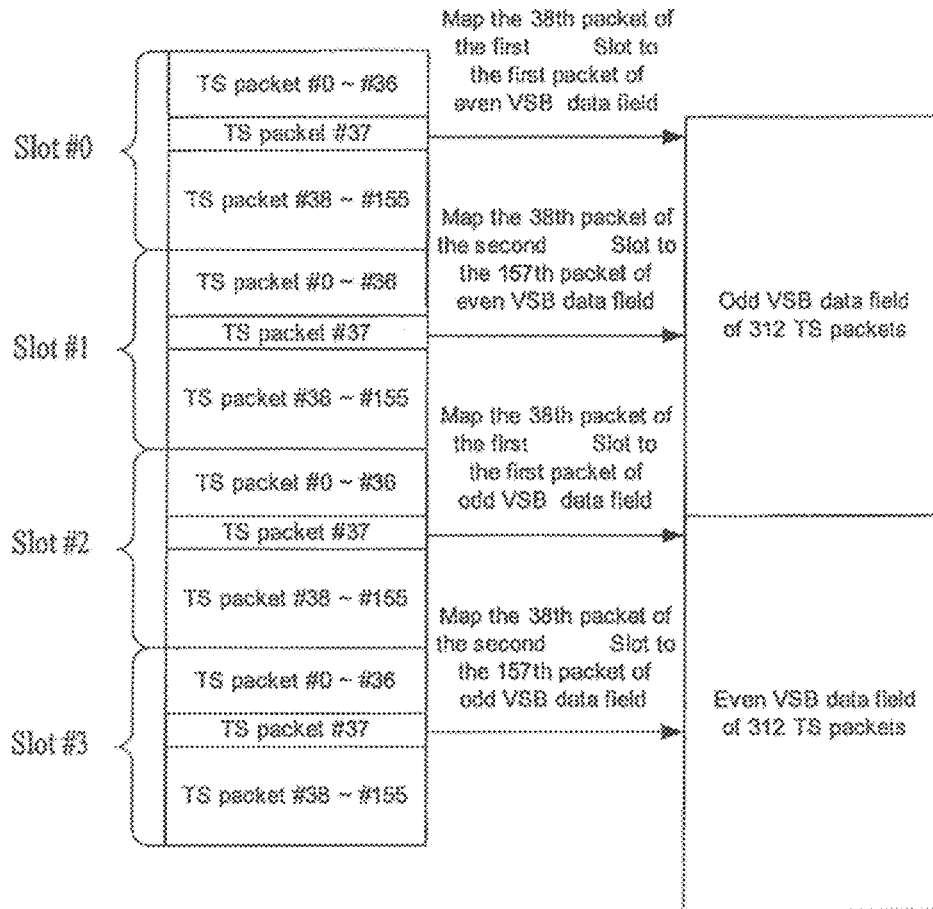 Map the 38th packet of
the first Slot to
the first packet of
even VSB data field
Slot #0
TS packet #0 ~ #36
TS packet #37
TS packet #38 ~ #155
Map the 38th packet of
the second Slot to
the 157th packet of
even VSB data field
Slot #1
TS packet #0 ~ #36
TS packet #37
TS packet #38 ~ #155
Odd VSB data field
of 312 TS packets
Map the 38th packet of
the first Slot to
the first packet of
odd VSB data field
Slot #2
TS packet #0 ~ #36
TS packet #37
TS packet #38 ~ #155
Map the 38th packet of
the second Slot to
the 157th packet of
odd VSB data field
Slot #3
TS packet #0 ~ #36
TS packet #37
TS packet #38 ~ #155
Even VSB data field
of 312 TS packets